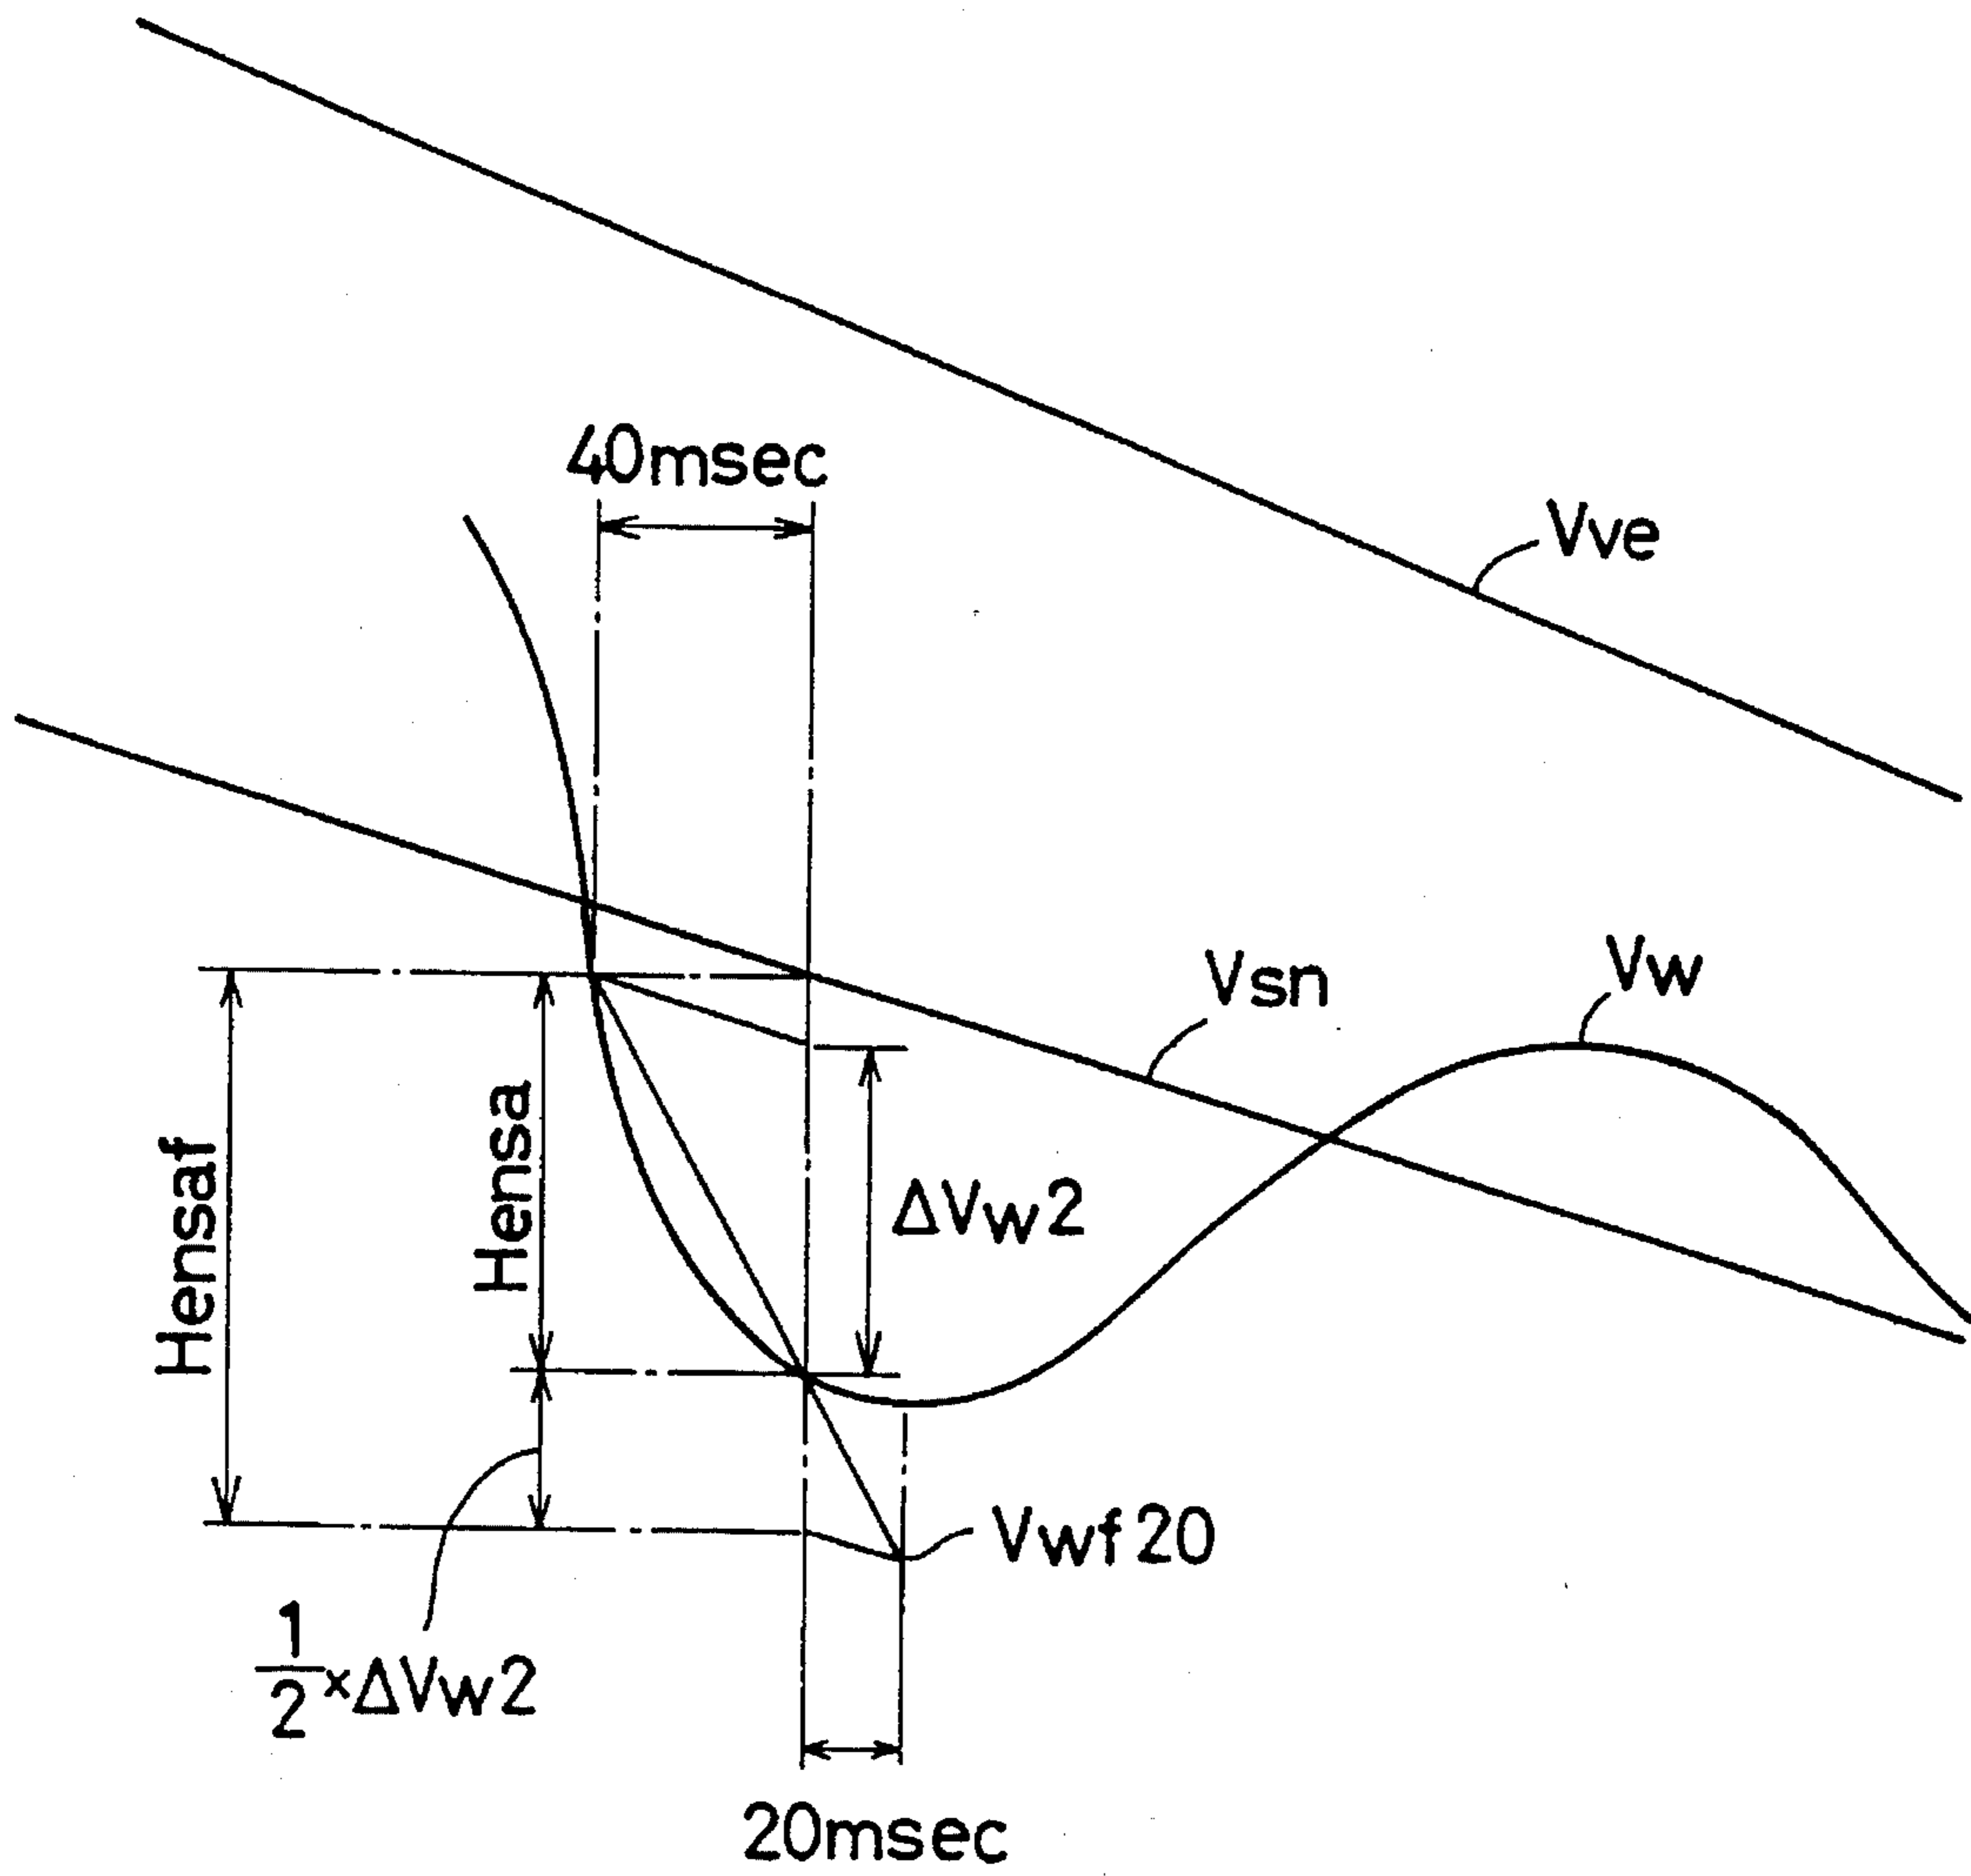 40msec
Vve
Vsn
Vw
Hensaf
Hensa
ΔVw2
Vwf20
1/2×ΔVw2
20msec